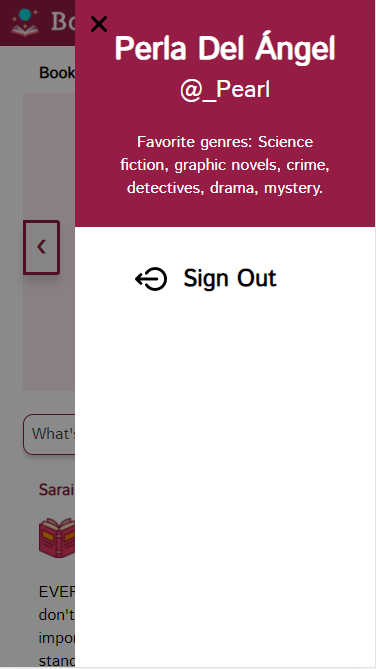 Bo
Perla Del Ángel
@_Pearl
Book
Favorite genres: Science
fiction, graphic novels, crime,
detectives, drama, mystery.
Sign Out
What's
Sarai
EVER
don't
impor
stanc